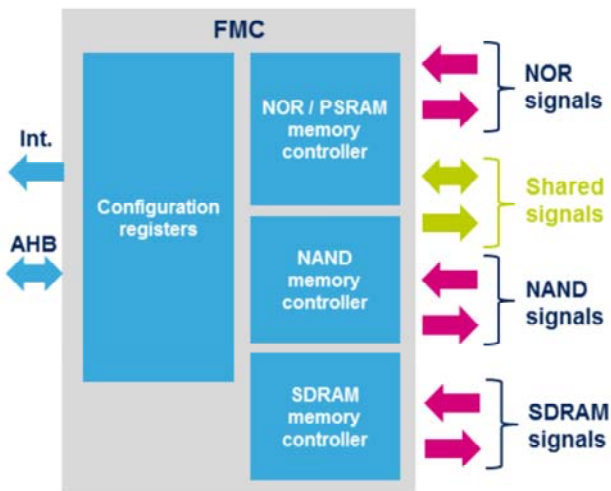 FMC
Int.
AHB
Configuration
registers
NOR / PSRAM
memory
controller
NAND
memory
controller
SDRAM
memory
controller
NOR
signals
Shared
signals
NAND
signals
SDRAM
signals